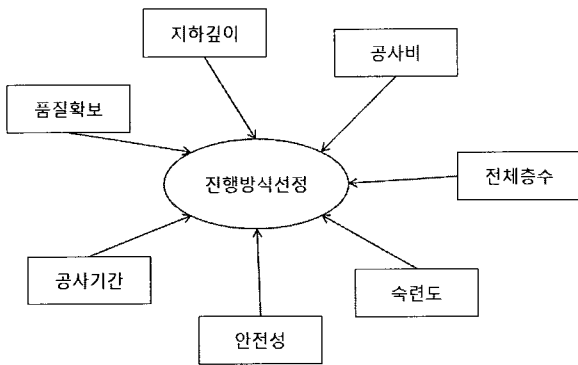 지하깊이
공사비
품질확보
진행방식선정
전체층수
공사기간
숙련도
안전성